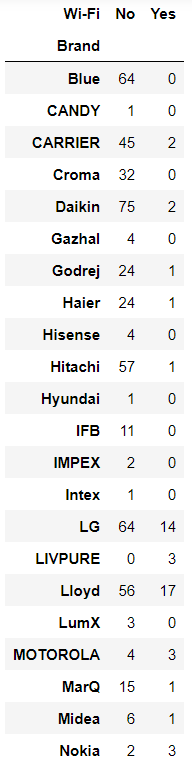 Wi-Fi No Yes
Brand
Blue 64 0
CANDY 1 0
CARRIER 45 2
Croma 32 0
Daikin 75 2
Gazhal 4 0
Godrej 24 1
Haier 24 1
Hisense 4 0
Hitachi 57 1
Hyundai 1 0
IFB 11 0
IMPEX 2 0
Intex 1 0
LG 64 14
LIVPURE 0 3
Lloyd 56 17
LumX 3 0
MOTOROLA 4 3
MarQ 15 1
Midea 6 1
Nokia 2 3